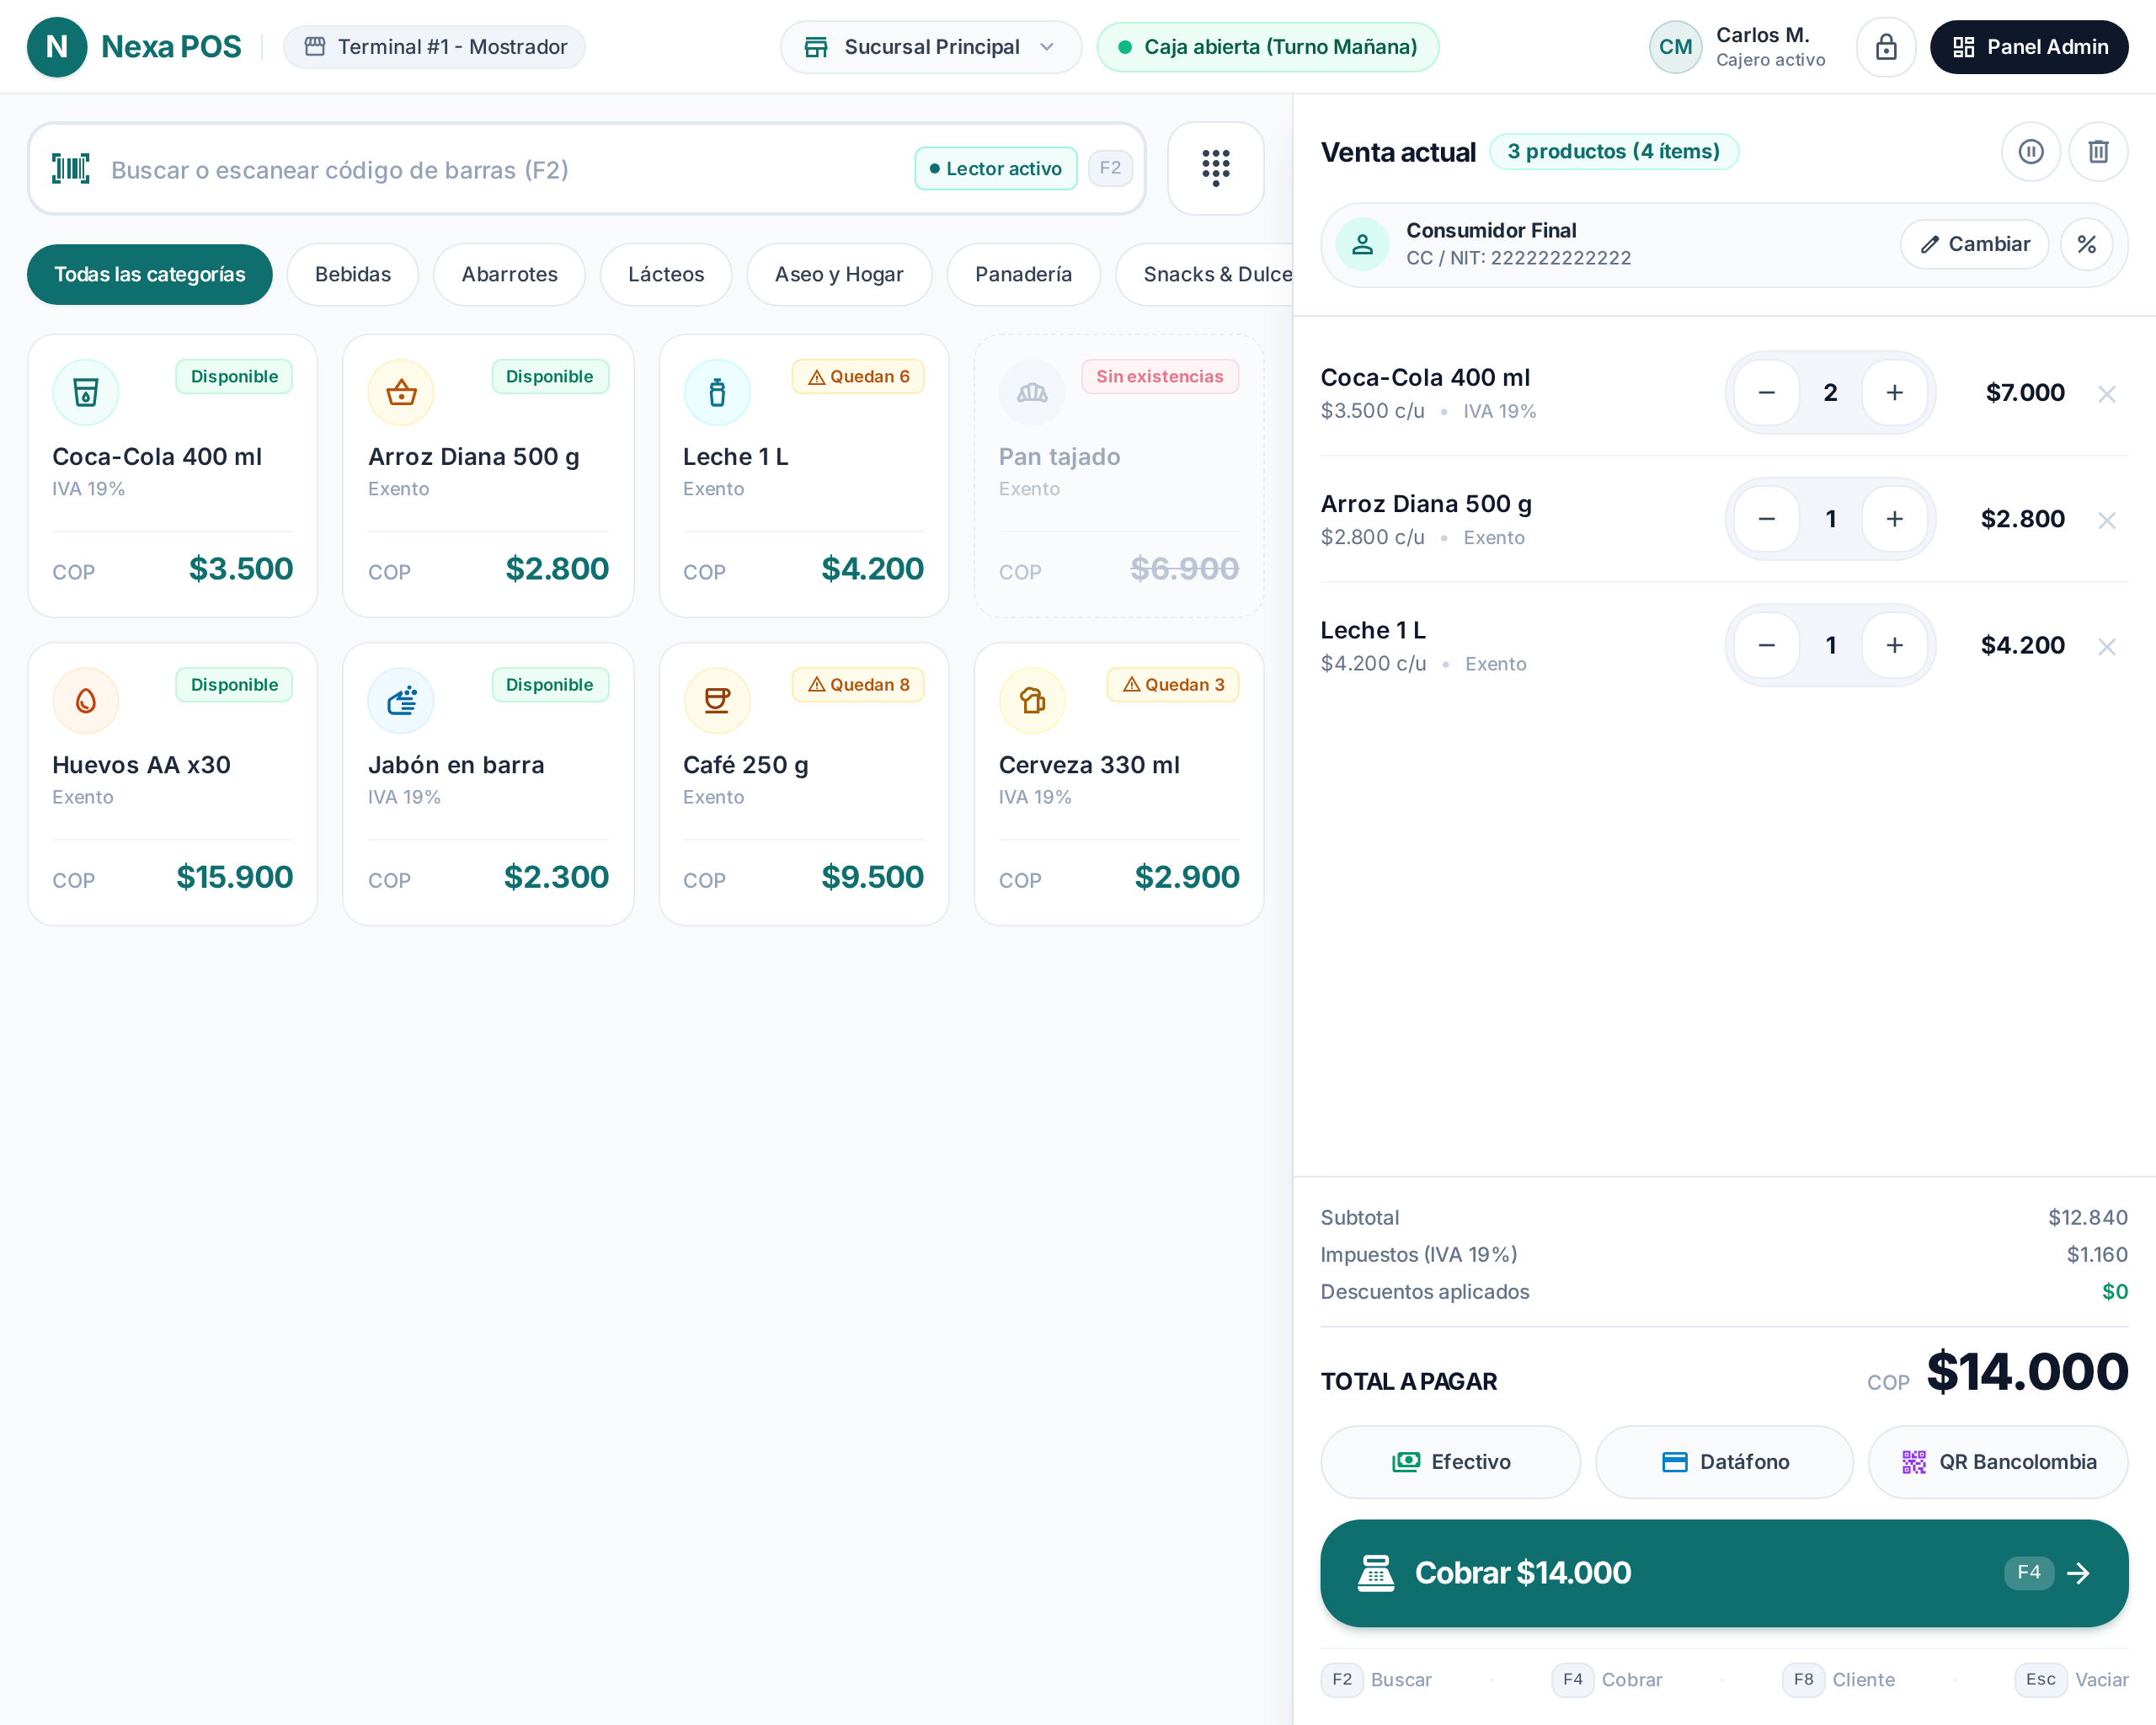 N Nexa POS
Terminal #1 - Mostrador
Sucursal Principal
Caja abierta (Turno Mañana)
CM
Carlos M.
Cajero activo
Panel Admin
Buscar o escanear código de barras (F2)
Lector activo
F2
Todas las categorías
Bebidas
Abarrotes
Lácteos
Aseo y Hogar
Panadería
Snacks & Dulce
Disponible
Coca-Cola 400 ml
IVA 19%
COP $3.500
Disponible
Arroz Diana 500 g
Exento
COP $2.800
Quedan 6
Leche 1 L
Exento
COP $4.200
Sin existencias
Pan tajado
Exento
COP $6.900
Disponible
Huevos AA x30
Exento
COP $15.900
Disponible
Jabón en barra
IVA 19%
COP $2.300
Quedan 8
Café 250 g
Exento
COP $9.500
Quedan 3
Cerveza 330 ml
IVA 19%
COP $2.900
Venta actual
3 productos (4 ítems)
Consumidor Final
CC / NIT: 222222222222
Cambiar
%
Coca-Cola 400 ml
$3.500 c/u • IVA 19%
− 2 + $7.000 ×
Arroz Diana 500 g
$2.800 c/u • Exento
− 1 + $2.800 ×
Leche 1 L
$4.200 c/u • Exento
− 1 + $4.200 ×
Subtotal $12.840
Impuestos (IVA 19%) $1.160
Descuentos aplicados $0
TOTAL A PAGAR COP $14.000
Efectivo
Datáfono
QR Bancolombia
Cobrar $14.000 F4 →
F2 Buscar · F4 Cobrar · F8 Cliente · Esc Vaciar